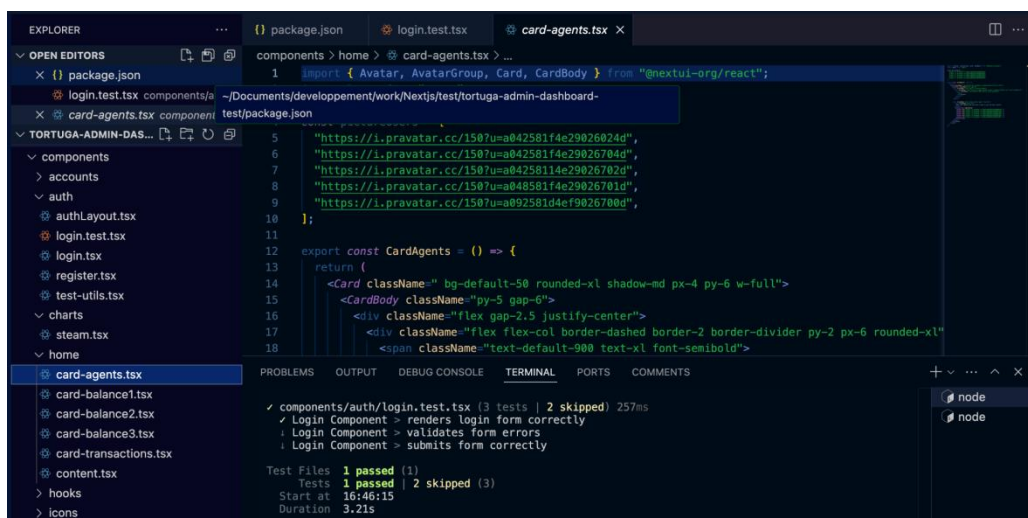 EXPLORER ...
OPEN EDITORS
{} package.json
login.test.tsx components/a
card-agents.tsx componen
TORTUGA-ADMIN-DAS...
components
accounts
auth
authLayout.tsx
login.test.tsx
login.tsx
register.tsx
test-utils.tsx
charts
steam.tsx
home
card-agents.tsx
card-balance1.tsx
card-balance2.tsx
card-balance3.tsx
card-transactions.tsx
content.tsx
hooks
icons
{} package.json login.test.tsx card-agents.tsx
components > home > card-agents.tsx > ...
1 import { Avatar, AvatarGroup, Card, CardBody } from "@nextui-org/react";
~/Documents/developpement/work/Nextjs/test/tortuga-admin-dashboard-
test/package.json
5 "https://i.pravatar.cc/150?u=a042581f4e29026024d",
6 "https://i.pravatar.cc/150?u=a042581f4e29026704d",
7 "https://i.pravatar.cc/150?u=a04258114e29026702d",
8 "https://i.pravatar.cc/150?u=a048581f4e29026701d",
9 "https://i.pravatar.cc/150?u=a092581d4ef9026700d",
10 ];
11
12 export const CardAgents = () => {
13 return (
14 <Card className=" bg-default-50 rounded-xl shadow-md px-4 py-6 w-full">
15 <CardBody className="py-5 gap-6">
16 <div className="flex gap-2.5 justify-center">
17 <div className="flex flex-col border-dashed border-2 border-divider py-2 px-6 rounded-xl"
18 <span className="text-default-900 text-xl font-semibold">
PROBLEMS OUTPUT DEBUG CONSOLE TERMINAL PORTS COMMENTS
✓ components/auth/login.test.tsx (3 tests | 2 skipped) 257ms
✓ Login Component > renders login form correctly
↓ Login Component > validates form errors
↓ Login Component > submits form correctly
Test Files 1 passed (1)
Tests 1 passed | 2 skipped (3)
Start at 16:46:15
Duration 3.21s
node
node